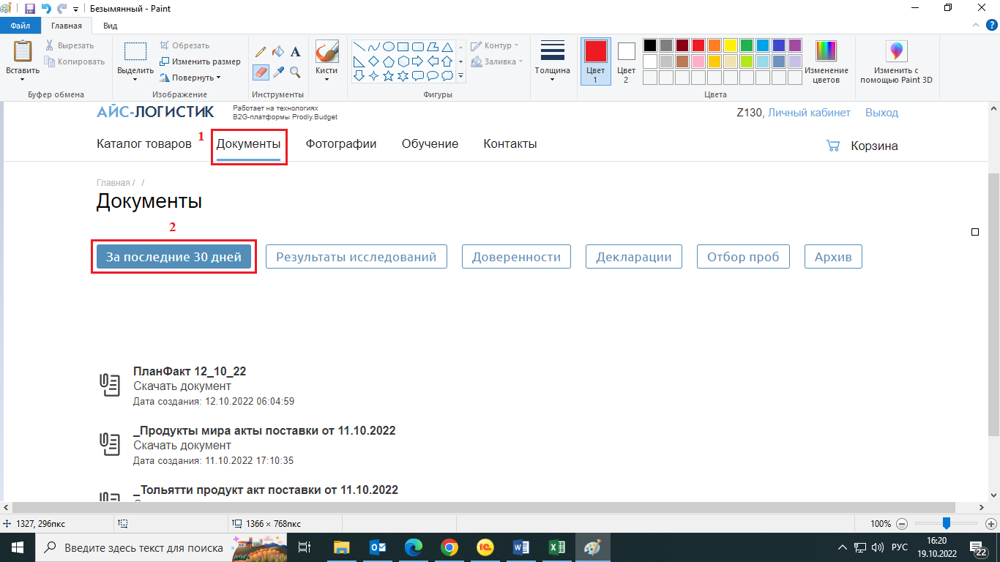 Безымянный - Paint
Файл
Главная
Вид
Вставить
Вырезать
Копировать
Буфер обмена
Выделить
Обрезать
Изменить размер
Повернуть
Изображение
A
Инструменты
Кисти
Фигуры
Контур
Заливка
Толщина
Цвет 1
Цвет 2
Изменение цветов
Цвета
Изменить с помощью Paint 3D
АЙС-ЛОГИСТИК
Работает на технологиях
B2G-платформы Prodly.Budget
Z130, Личный кабинет
Выход
Каталог товаров
1
Документы
Фотографии
Обучение
Контакты
Корзина
Главная / /
Документы
2
За последние 30 дней
Результаты исследований
Доверенности
Декларации
Отбор проб
Архив
ПланФакт 12_10_22
Скачать документ
Дата создания: 12.10.2022 06:04:59
_Продукты мира акты поставки от 11.10.2022
Скачать документ
Дата создания: 11.10.2022 17:10:35
_Тольятти продукт акт поставки от 11.10.2022
1327, 296пкс
1366 × 768пкс
100%
Введите здесь текст для поиска
РУС
16:20
19.10.2022
22